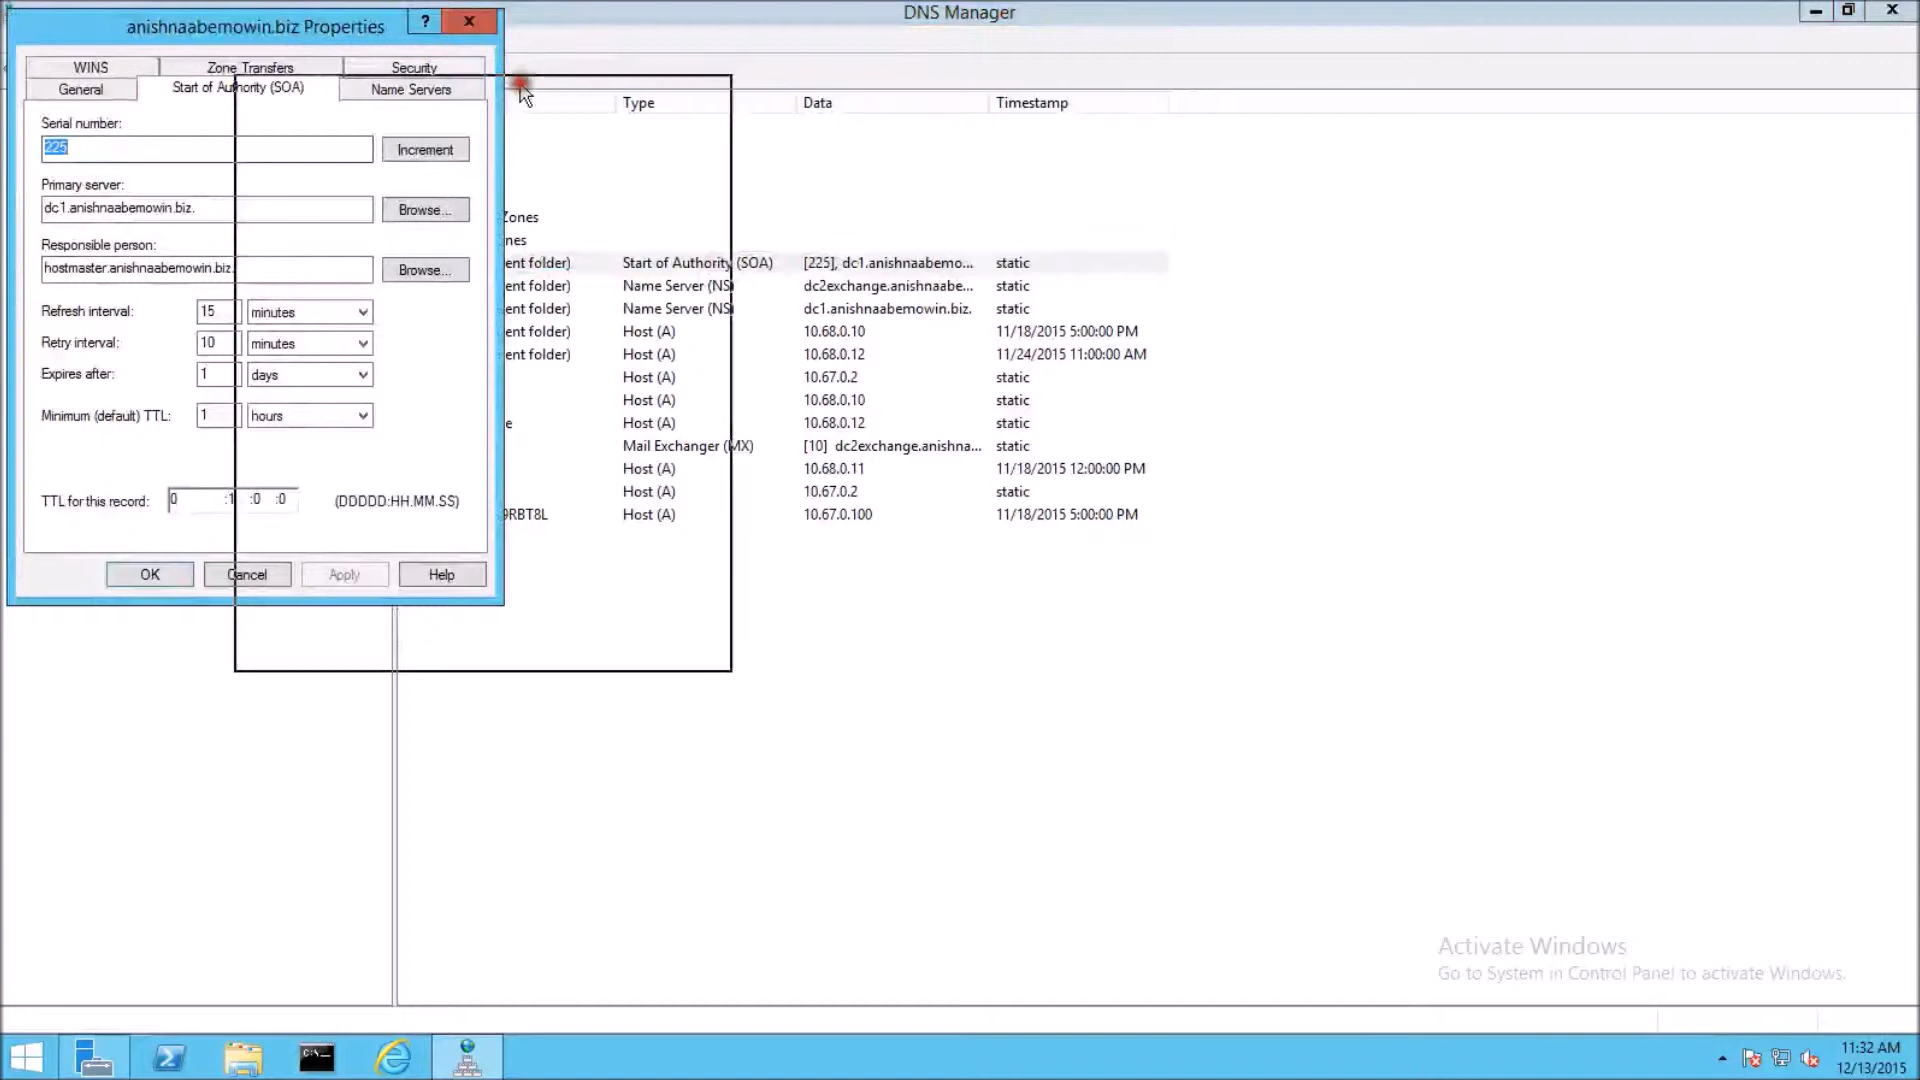 DNS Manager
anishnaabemowin.biz Properties
?
WINS
Zone Transfers
Security
General
Start of Authority (SOA)
Name Servers
Serial number:
225
Increment
Primary server:
dc1.anishnaabemowin.biz.
Browse...
Responsible person:
hostmaster.anishnaabemowin.biz.
Browse...
Refresh interval:
15
minutes
Retry interval:
10
minutes
Expires after:
1
days
Minimum (default) TTL:
1
hours
TTL for this record:
0 :1 :0 :0
(DDDDD:HH.MM.SS)
OK
Cancel
Apply
Help
Type Data Timestamp
Zones
nes
ent folder) Start of Authority (SOA) [225], dc1.anishnaabemo... static
ent folder) Name Server (NS) dc2exchange.anishnaabe... static
ent folder) Name Server (NS) dc1.anishnaabemowin.biz. static
ent folder) Host (A) 10.68.0.10 11/18/2015 5:00:00 PM
ent folder) Host (A) 10.68.0.12 11/24/2015 11:00:00 AM
Host (A) 10.67.0.2 static
Host (A) 10.68.0.10 static
e Host (A) 10.68.0.12 static
Mail Exchanger (MX) [10] dc2exchange.anishna... static
Host (A) 10.68.0.11 11/18/2015 12:00:00 PM
Host (A) 10.67.0.2 static
9RBT8L Host (A) 10.67.0.100 11/18/2015 5:00:00 PM
Activate Windows
Go to System in Control Panel to activate Windows.
11:32 AM
12/13/2015